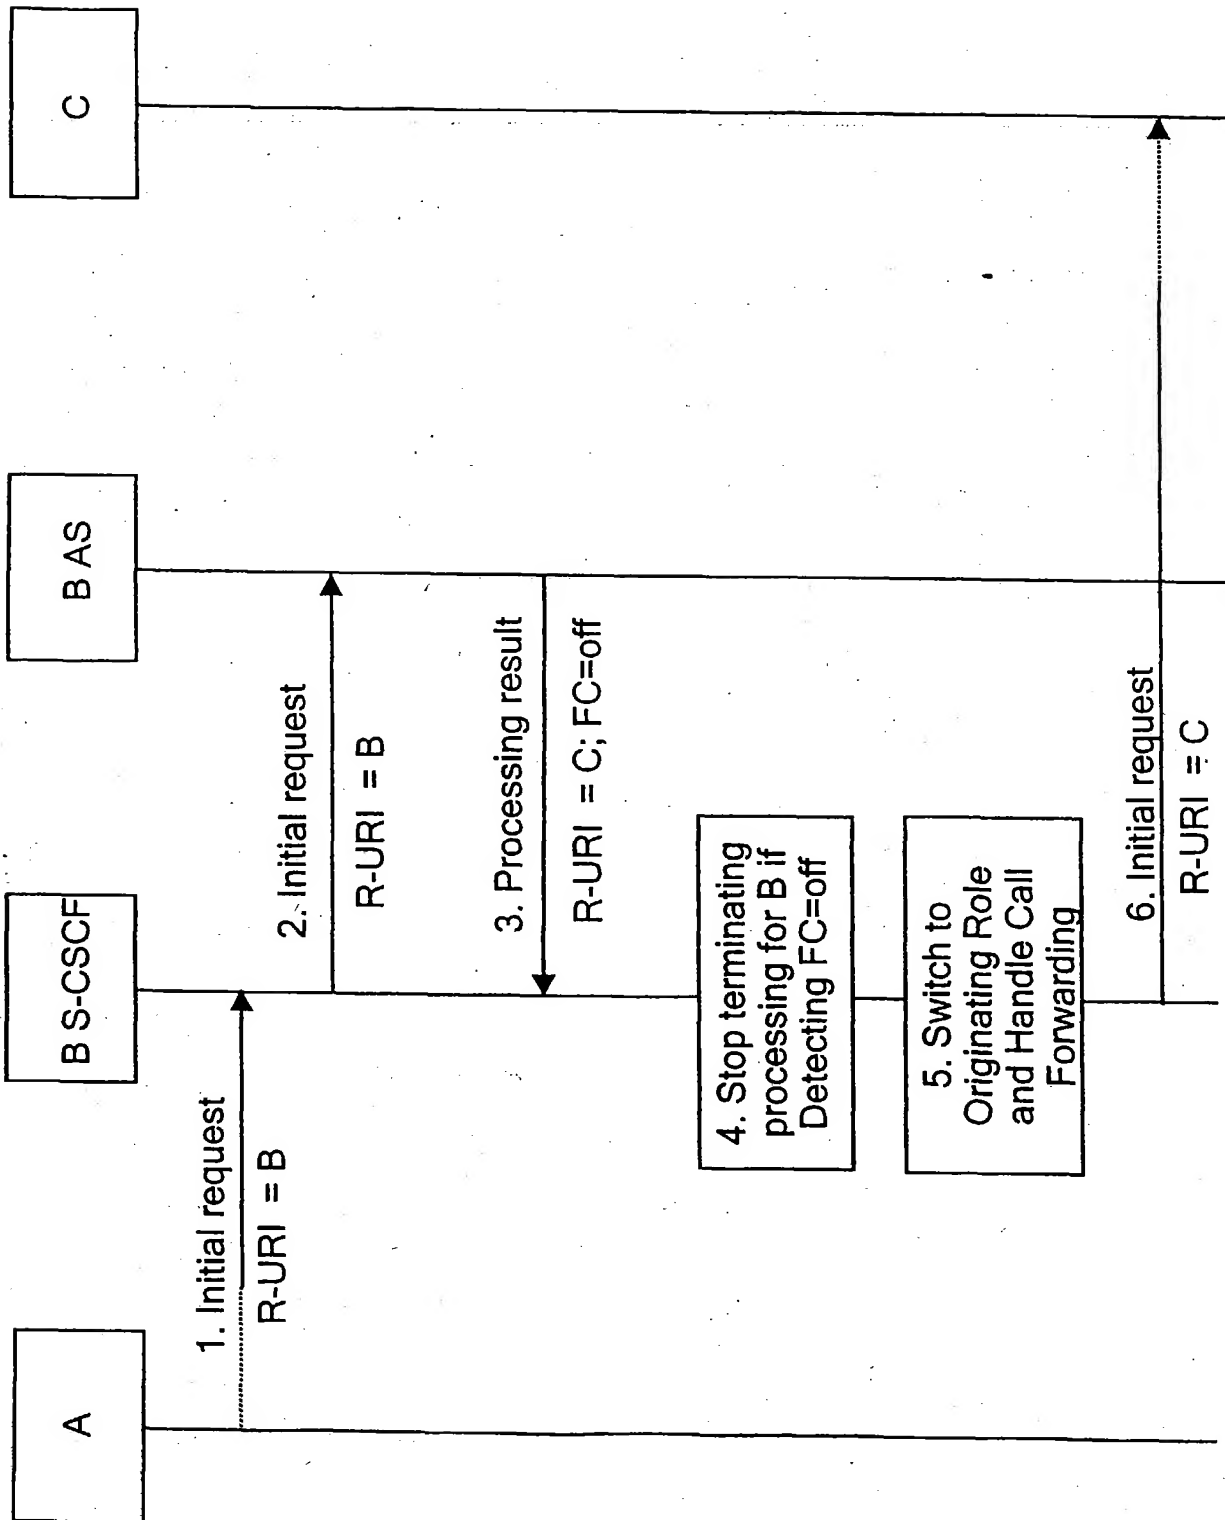 A
B S-CSCF
B AS
C
1. Initial request
R-URI = B
2. Initial request
R-URI = B
3. Processing result
R-URI = C; FC=off
4. Stop terminating
processing for B if
Detecting FC=off
5. Switch to
Originating Role
and Handle Call
Forwarding
6. Initial request
R-URI = C